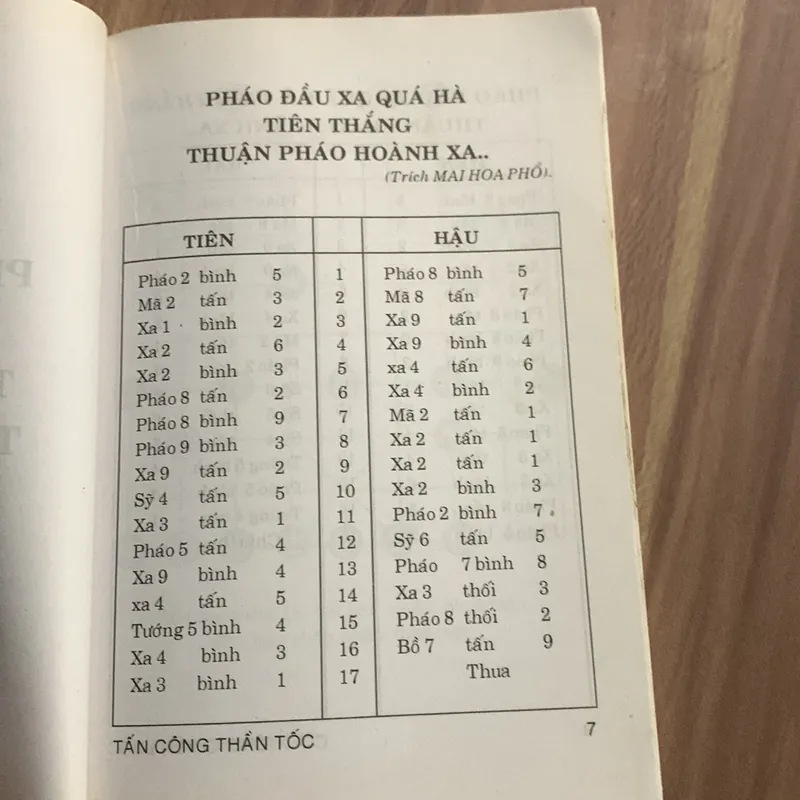 PHÁO ĐẦU XA QUÁ HÀ
TIÊN THẮNG
THUẬN PHÁO HOÀNH XA..
(Trích MAI HOA PHỔ).
TIÊN HẬU
Pháo 2 bình 5 1 Pháo 8 bình 5
Mã 2 tấn 3 2 Mã 8 tấn 7
Xa 1 bình 2 3 Xa 9 tấn 1
Xa 2 tấn 6 4 Xa 9 bình 4
Xa 2 bình 3 5 xa 4 tấn 6
Pháo 8 tấn 2 6 Xa 4 bình 2
Pháo 8 bình 9 7 Mã 2 tấn 1
Pháo 9 bình 3 8 Xa 2 tấn 1
Xa 9 tấn 2 9 Xa 2 tấn 1
Sỹ 4 tấn 5 10 Xa 2 bình 3
Xa 3 tấn 1 11 Pháo 2 bình 7
Pháo 5 tấn 4 12 Sỹ 6 tấn 5
Xa 9 bình 4 13 Pháo 7 bình 8
xa 4 tấn 5 14 Xa 3 thối 3
Tướng 5 bình 4 15 Pháo 8 thối 2
Xa 4 bình 3 16 Bồ 7 tấn 9
Xa 3 bình 1 17 Thua
TẤN CÔNG THẦN TỐC 7